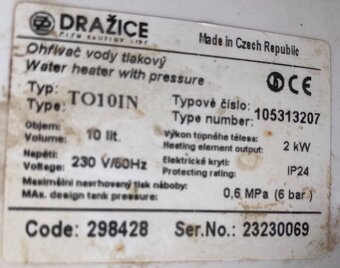 DRAŽICE
Made in Czech Republic
Ohřívač vody tlakový
Water heater with pressure
CE
Typ:
Type: TO10IN
Typové číslo:
Type number: 105313207
Objem:
Volume: 10 lit.
Výkon topného tělesa:
Heating element output: 2 kW
Napětí:
Voltage: 230 V/50Hz
Elektrické krytí:
Protecting rating: IP24
Maximální navrhovaný tlak nádoby:
MAx. design tenk pressure: 0,6 MPa (6 bar)
Code: 298428 Ser.No.: 23230069